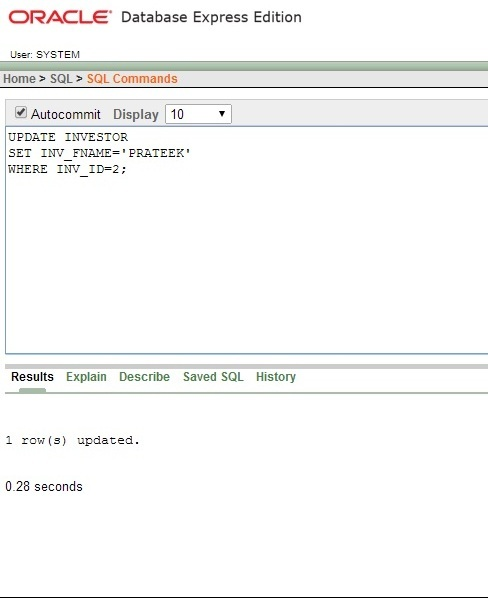 ORACLE Database Express Edition
User: SYSTEM
Home > SQL > SQL Commands
Autocommit Display 10
UPDATE INVESTOR
SET INV_FNAME='PRATEEK'
WHERE INV_ID=2;
Results Explain Describe Saved SQL History
1 row(s) updated.
0.28 seconds